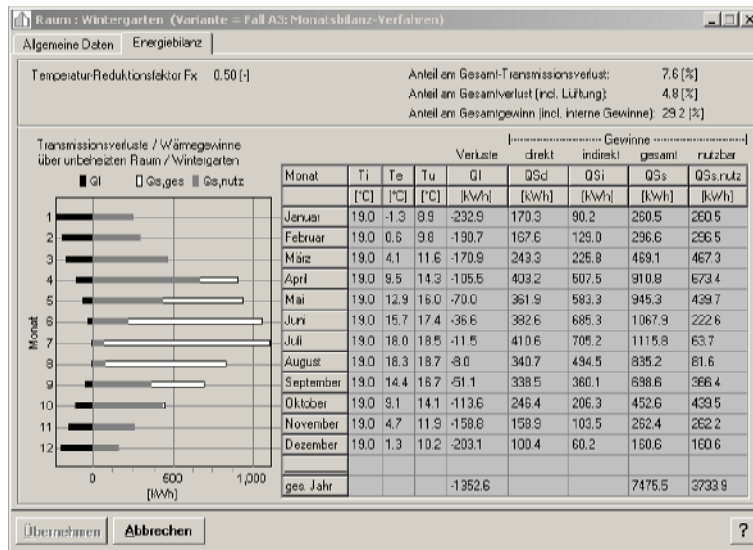 Raum : Wintergarten (Variante = Fall A3: Monatsbilanz-Verfahren)
Allgemeine Daten Energiebilanz
Temperatur-Reduktionsfaktor Fx 0.50 [-]
Anteil am Gesamt-Transmissionsverlust: 7.6 [%]
Anteil am Gesamtverlust (incl. Lüftung): 4.8 [%]
Anteil am Gesamtgewinn (incl. interne Gewinne): 29.2 [%]
Transmissionsverluste / Wärmegewinne
über unbeheizten Raum / Wintergarten
Ql Qs,ges Qs,nutz
1
2
3
4
5
6
7
8
9
10
11
12
Monat
0 500 1,000
[kWh]
Gewinne
Verluste direkt indirekt gesamt nutzbar
Monat Ti Te Tu Ql QSd QSi QSs QSs,nutz
[°C] [°C] [°C] [kWh] [kWh] [kWh] [kWh] [kWh]
Januar 19.0 -1.3 8.9 -232.9 170.3 90.2 260.5 260.5
Februar 19.0 0.6 9.8 -190.7 167.6 129.0 296.6 296.5
März 19.0 4.1 11.6 -170.9 243.3 225.8 469.1 467.3
April 19.0 9.5 14.3 -105.5 403.2 507.5 910.8 673.4
Mai 19.0 12.9 16.0 -70.0 361.9 583.3 945.3 439.7
Juni 19.0 15.7 17.4 -36.6 382.6 685.3 1067.9 222.6
Juli 19.0 18.0 18.5 -11.5 410.6 705.2 1115.8 63.7
August 19.0 18.3 18.7 -8.0 340.7 494.5 835.2 81.6
September 19.0 14.4 16.7 -51.1 338.5 360.1 698.6 366.4
Oktober 19.0 9.1 14.1 -113.6 246.4 206.3 452.6 439.5
November 19.0 4.7 11.9 -158.8 158.9 103.5 262.4 262.2
Dezember 19.0 1.3 10.2 -203.1 100.4 60.2 160.6 160.6
ges. Jahr -1352.6 7475.5 3733.9
Übernehmen Abbrechen ?